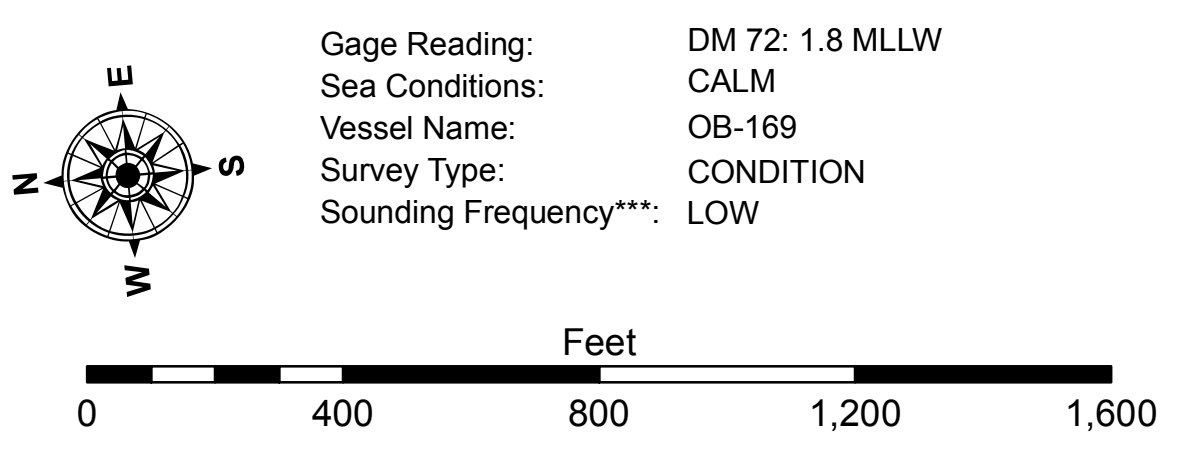 E
N
S
W
Gage Reading: DM 72: 1.8 MLLW
Sea Conditions: CALM
Vessel Name: OB-169
Survey Type: CONDITION
Sounding Frequency***: LOW
Feet
0 400 800 1,200 1,600